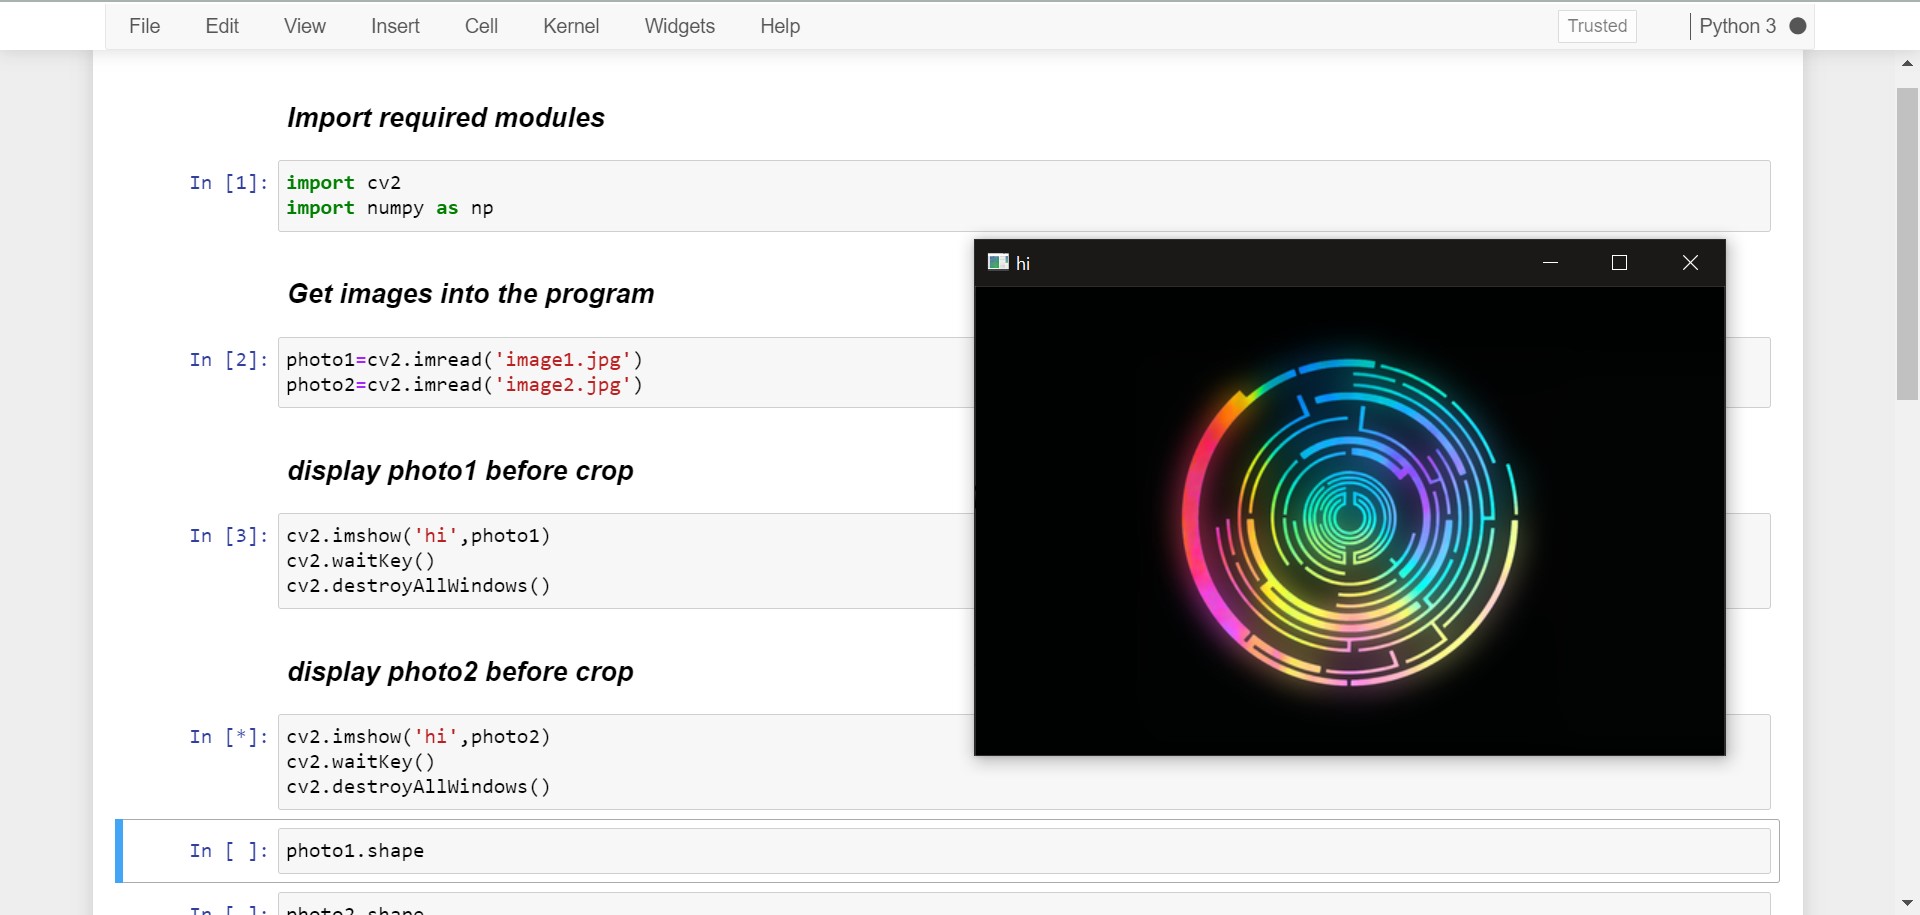 File Edit View Insert Cell Kernel Widgets Help Trusted Python 3
Import required modules
In [1]: import cv2
import numpy as np
hi
Get images into the program
In [2]: photo1=cv2.imread('image1.jpg')
photo2=cv2.imread('image2.jpg')
display photo1 before crop
In [3]: cv2.imshow('hi',photo1)
cv2.waitKey()
cv2.destroyAllWindows()
display photo2 before crop
In [*]: cv2.imshow('hi',photo2)
cv2.waitKey()
cv2.destroyAllWindows()
In [ ]: photo1.shape
In [ ]: photo2.shape